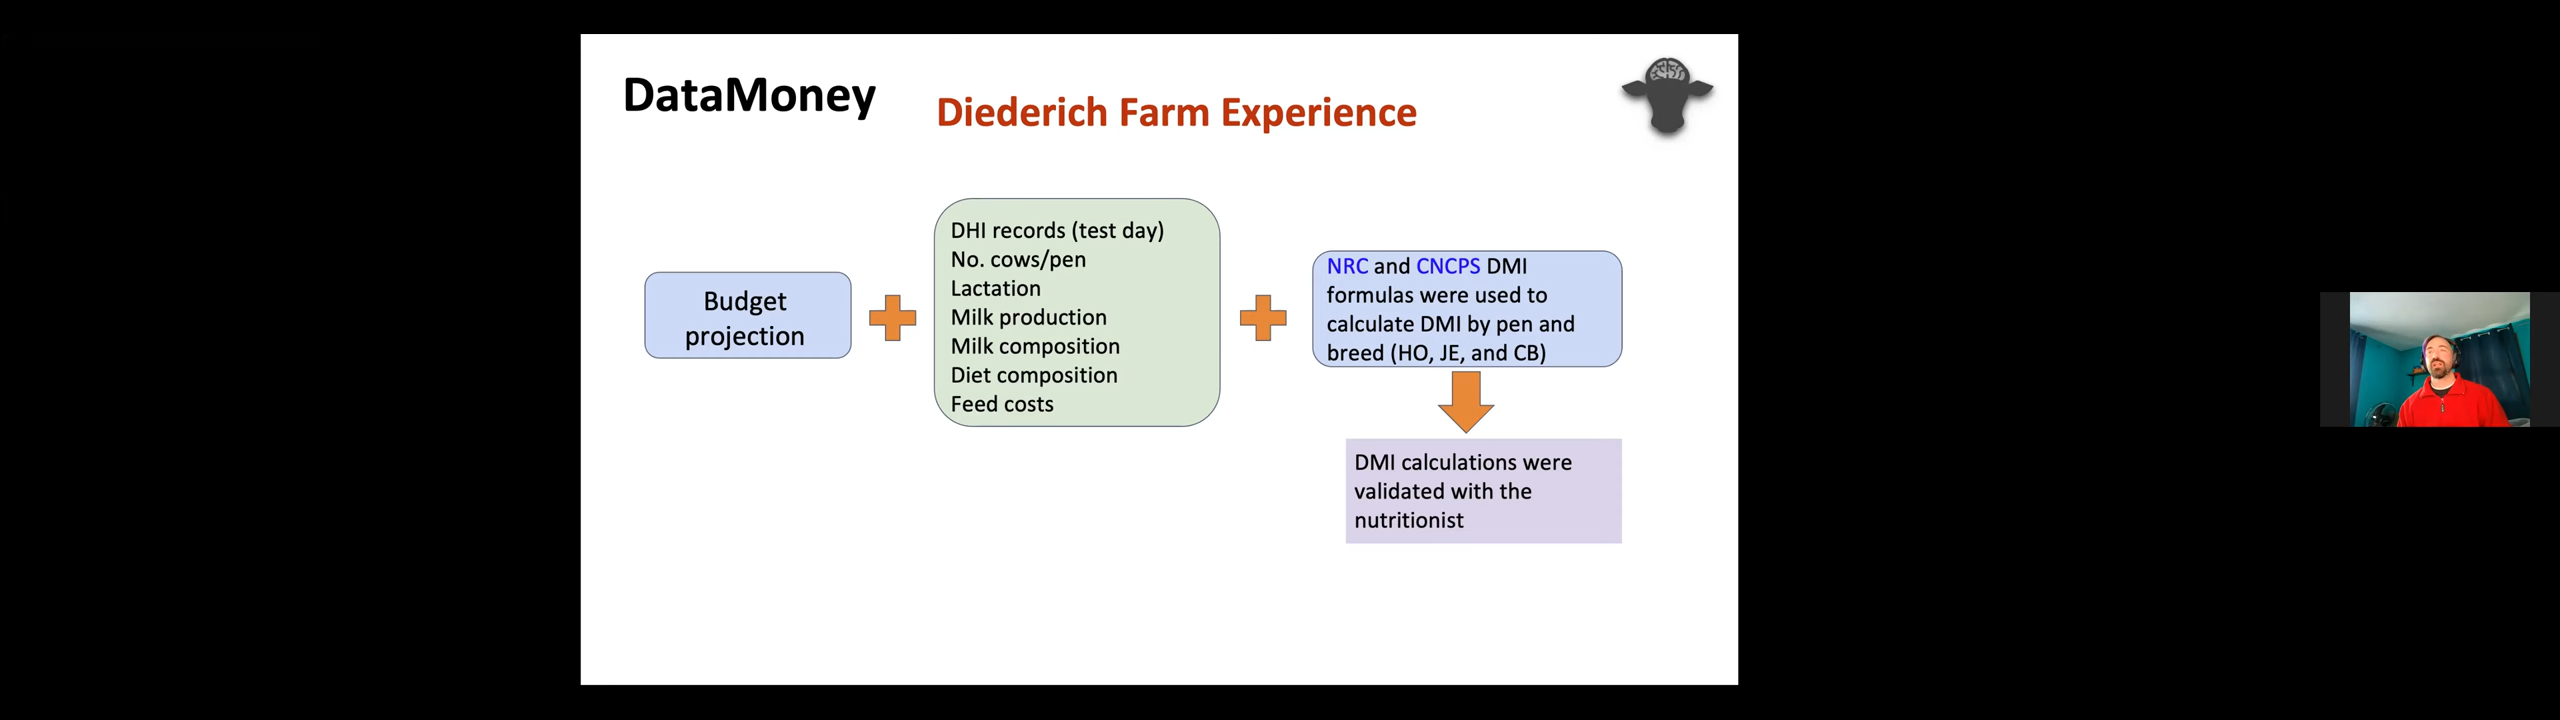 DataMoney
Diederich Farm Experience
Budget
projection
DHI records (test day)
No. cows/pen
Lactation
Milk production
Milk composition
Diet composition
Feed costs
NRC and CNCPS DMI
formulas were used to
calculate DMI by pen and
breed (HO, JE, and CB)
DMI calculations were
validated with the
nutritionist